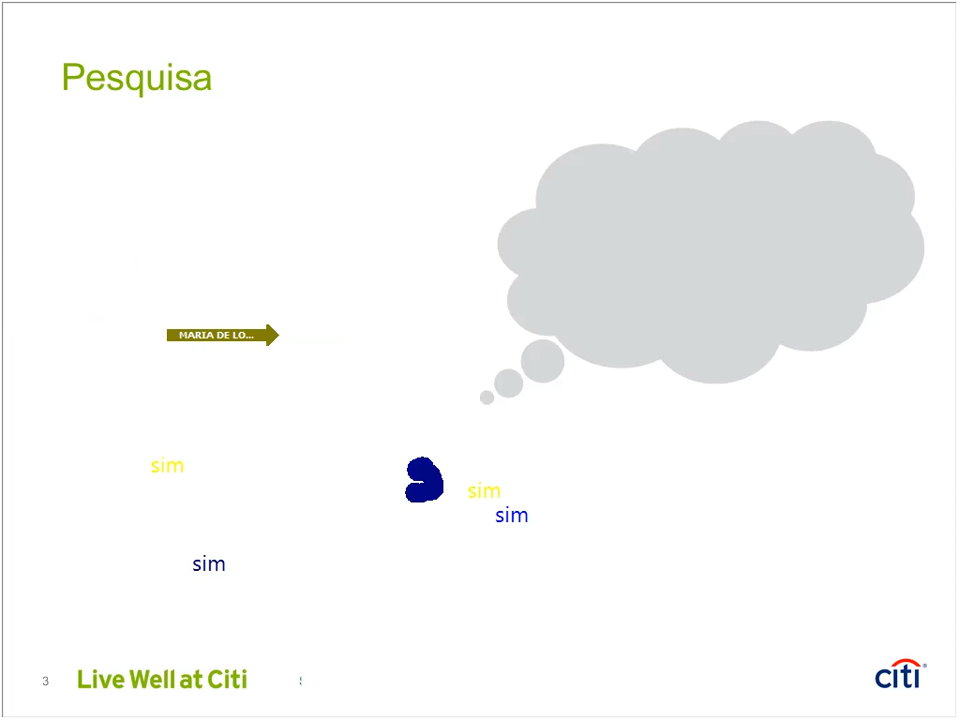 Pesquisa
MARIA DE LO...
sim
sim
sim
sim
3
Live Well at Citi
citi®